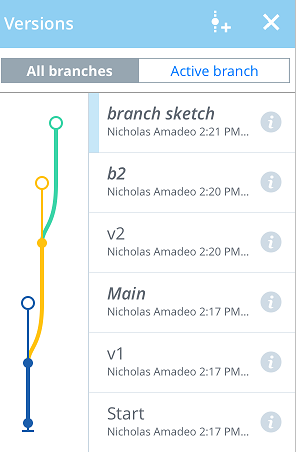 Versions
All branches
Active branch
branch sketch
Nicholas Amadeo 2:21 PM...
b2
Nicholas Amadeo 2:20 PM...
v2
Nicholas Amadeo 2:20 PM...
Main
Nicholas Amadeo 2:17 PM...
v1
Nicholas Amadeo 2:17 PM...
Start
Nicholas Amadeo 2:17 PM...